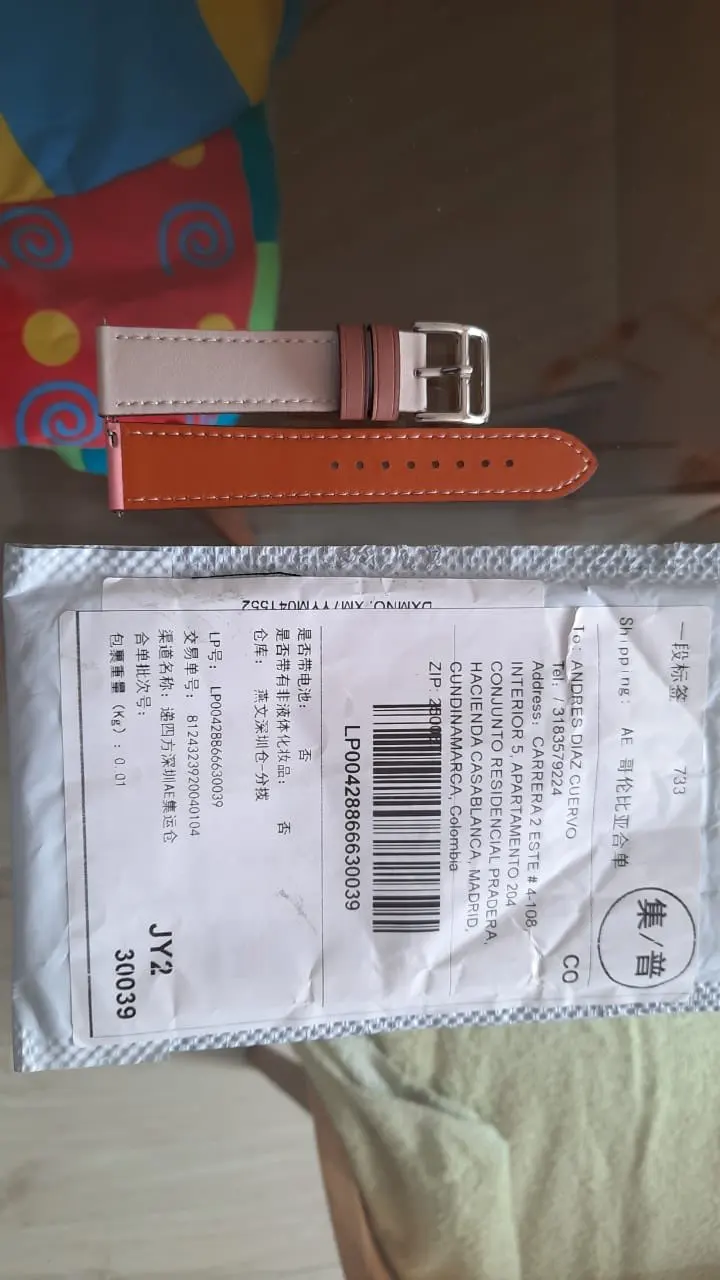 一段标签 733
Shipping: AE 哥伦比亚合单
集/普
To: ANDRES DIAZ CUERVO
Tel: /3183579224
CO
Address: CARRERA 2 ESTE # 4-108,
INTERIOR 5, APARTAMENTO 204
CONJUNTO RESIDENCIAL PRADERA,
HACIENDA CASABLANCA, MADRID,
CUNDINAMARCA, Colombia
ZIP:
LP00428866630039
是否带电池: 否
是否带有非液体化妆品: 否
仓库: 燕文深圳仓-分拨
LP号: LP00428866630039
交易单号: 8124323920040104
渠道名称: 递四方深圳AE集运仓
合单批次号:
包裹重量 (Kg): 0.01
JY2
30039